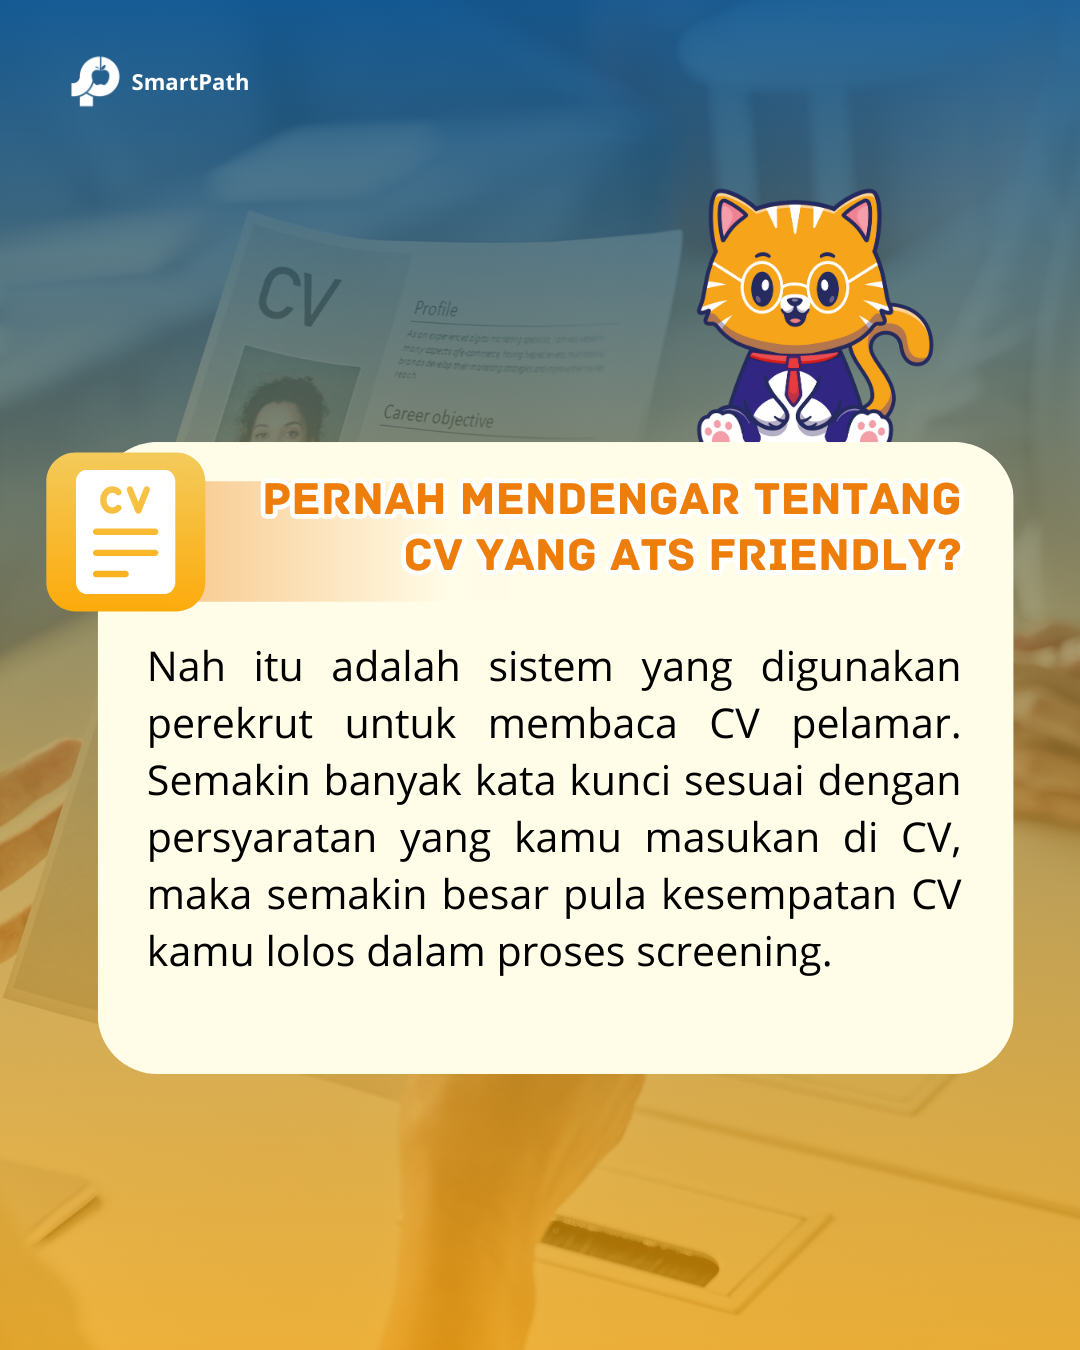 SmartPath
CV
Profile
Career objective
CV
PERNAH MENDENGAR TENTANG
CV YANG ATS FRIENDLY?
Nah itu adalah sistem yang digunakan
perekrut untuk membaca CV pelamar.
Semakin banyak kata kunci sesuai dengan
persyaratan yang kamu masukan di CV,
maka semakin besar pula kesempatan CV
kamu lolos dalam proses screening.